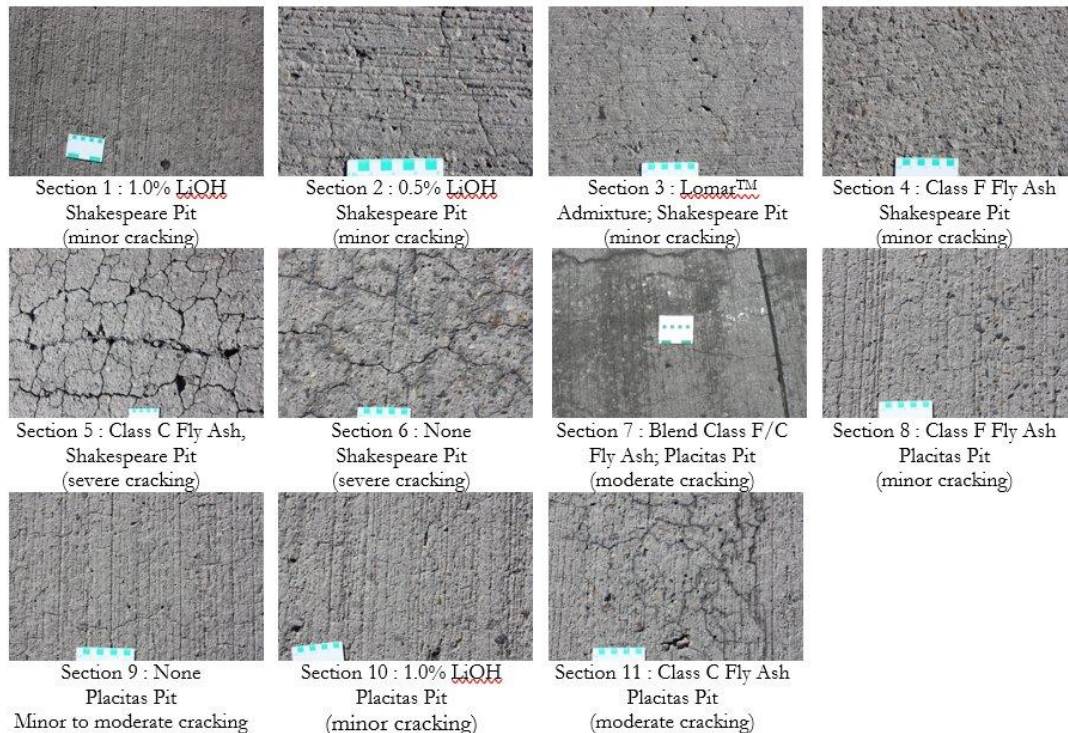 Section 1 : 1.0% LiOH
Shakespeare Pit
(minor cracking)
Section 2 : 0.5% LiOH
Shakespeare Pit
(minor cracking)
Section 3 : Lomar™
Admixture; Shakespeare Pit
(minor cracking)
Section 4 : Class F Fly Ash
Shakespeare Pit
(minor cracking)
Section 5 : Class C Fly Ash,
Shakespeare Pit
(severe cracking)
Section 6 : None
Shakespeare Pit
(severe cracking)
Section 7 : Blend Class F/C
Fly Ash; Placitas Pit
(moderate cracking)
Section 8 : Class F Fly Ash
Placitas Pit
(minor cracking)
Section 9 : None
Placitas Pit
Minor to moderate cracking
Section 10 : 1.0% LiOH
Placitas Pit
(minor cracking)
Section 11 : Class C Fly Ash
Placitas Pit
(moderate cracking)